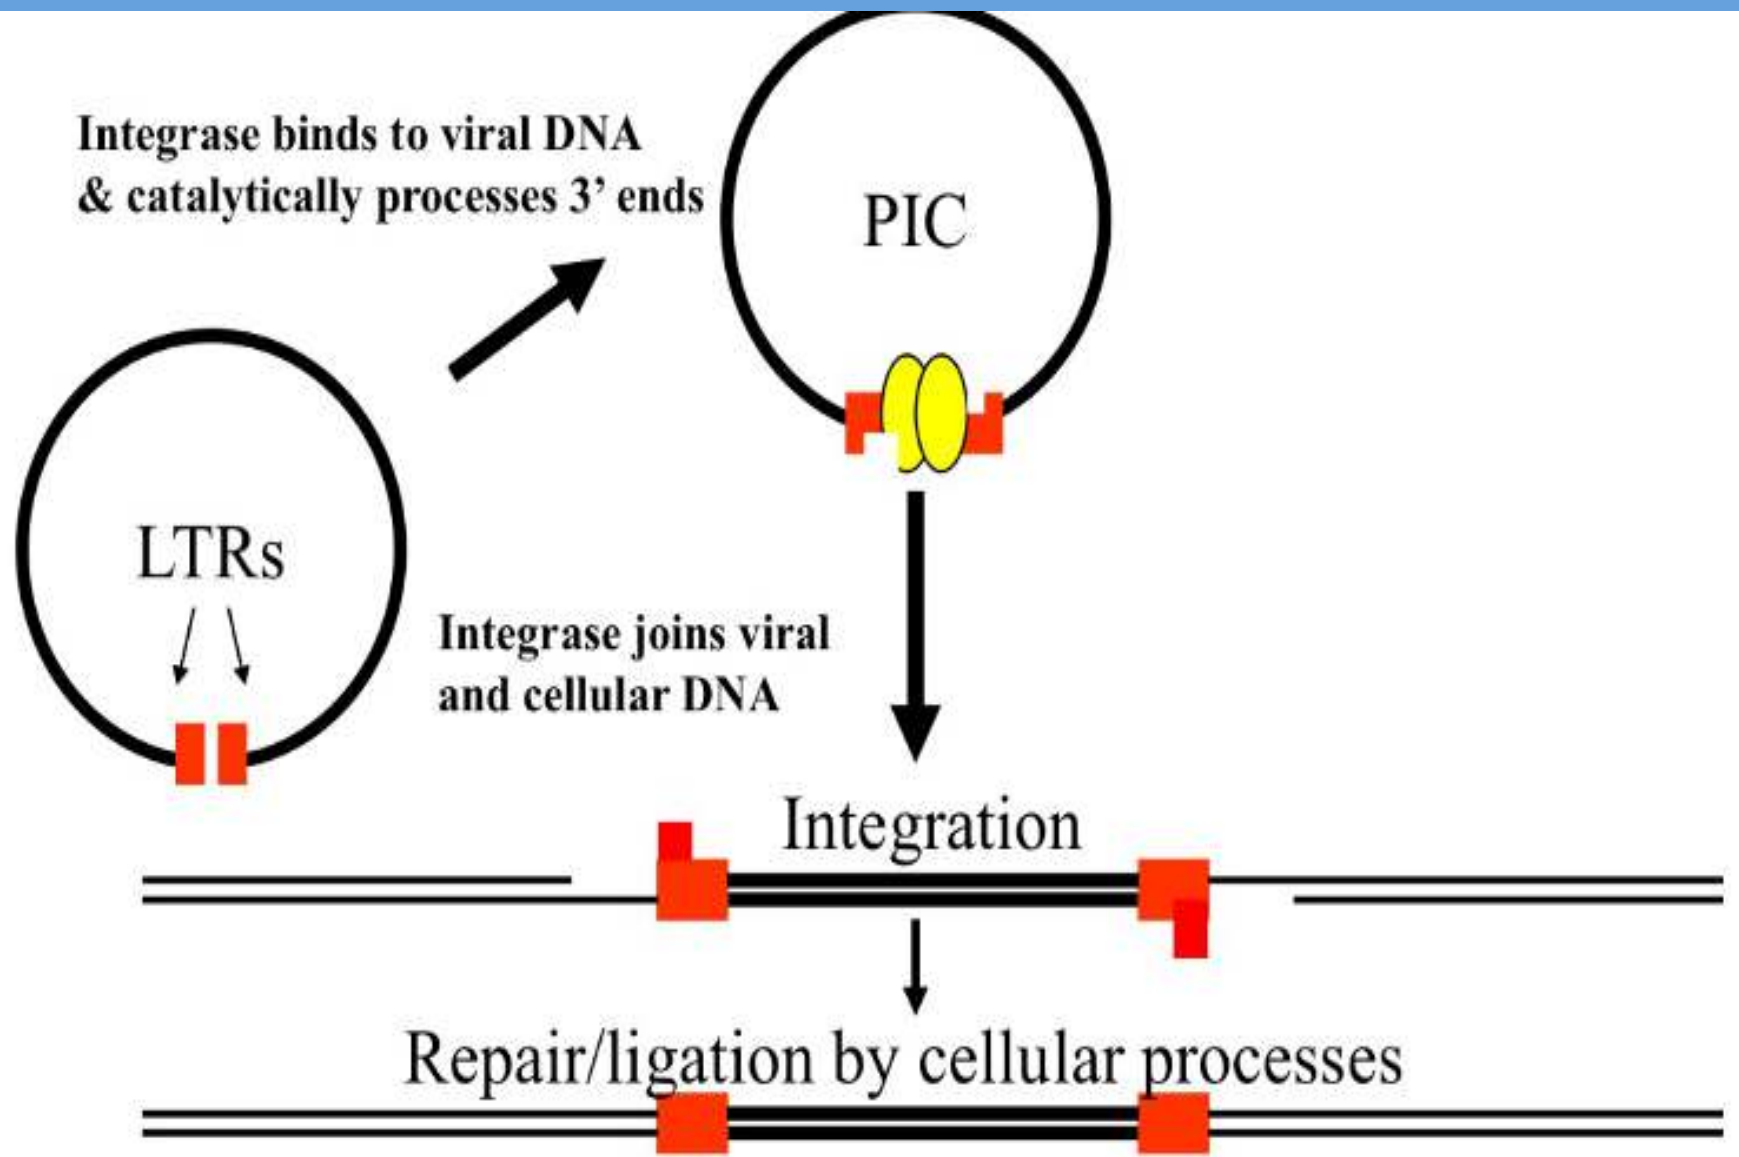 Integrase binds to viral DNA
& catalytically processes 3’ ends
PIC
LTRs
Integrase joins viral
and cellular DNA
Integration
Repair/ligation by cellular processes